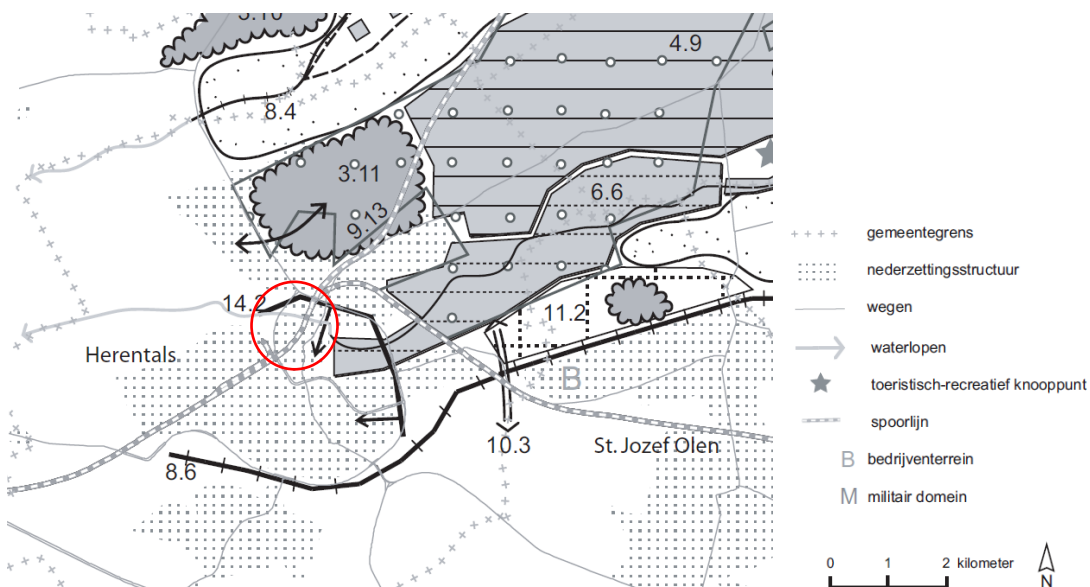 3.10
4.9
8.4
3.11
6.6
9.13
14.2
11.2
Herentals
B
10.3
St. Jozef Olen
8.6
gemeentegrens
nederzettingsstructuur
wegen
waterlopen
toeristisch-recreatief knooppunt
spoorlijn
B bedrijventerrein
M militair domein
0 1 2 kilometer
N